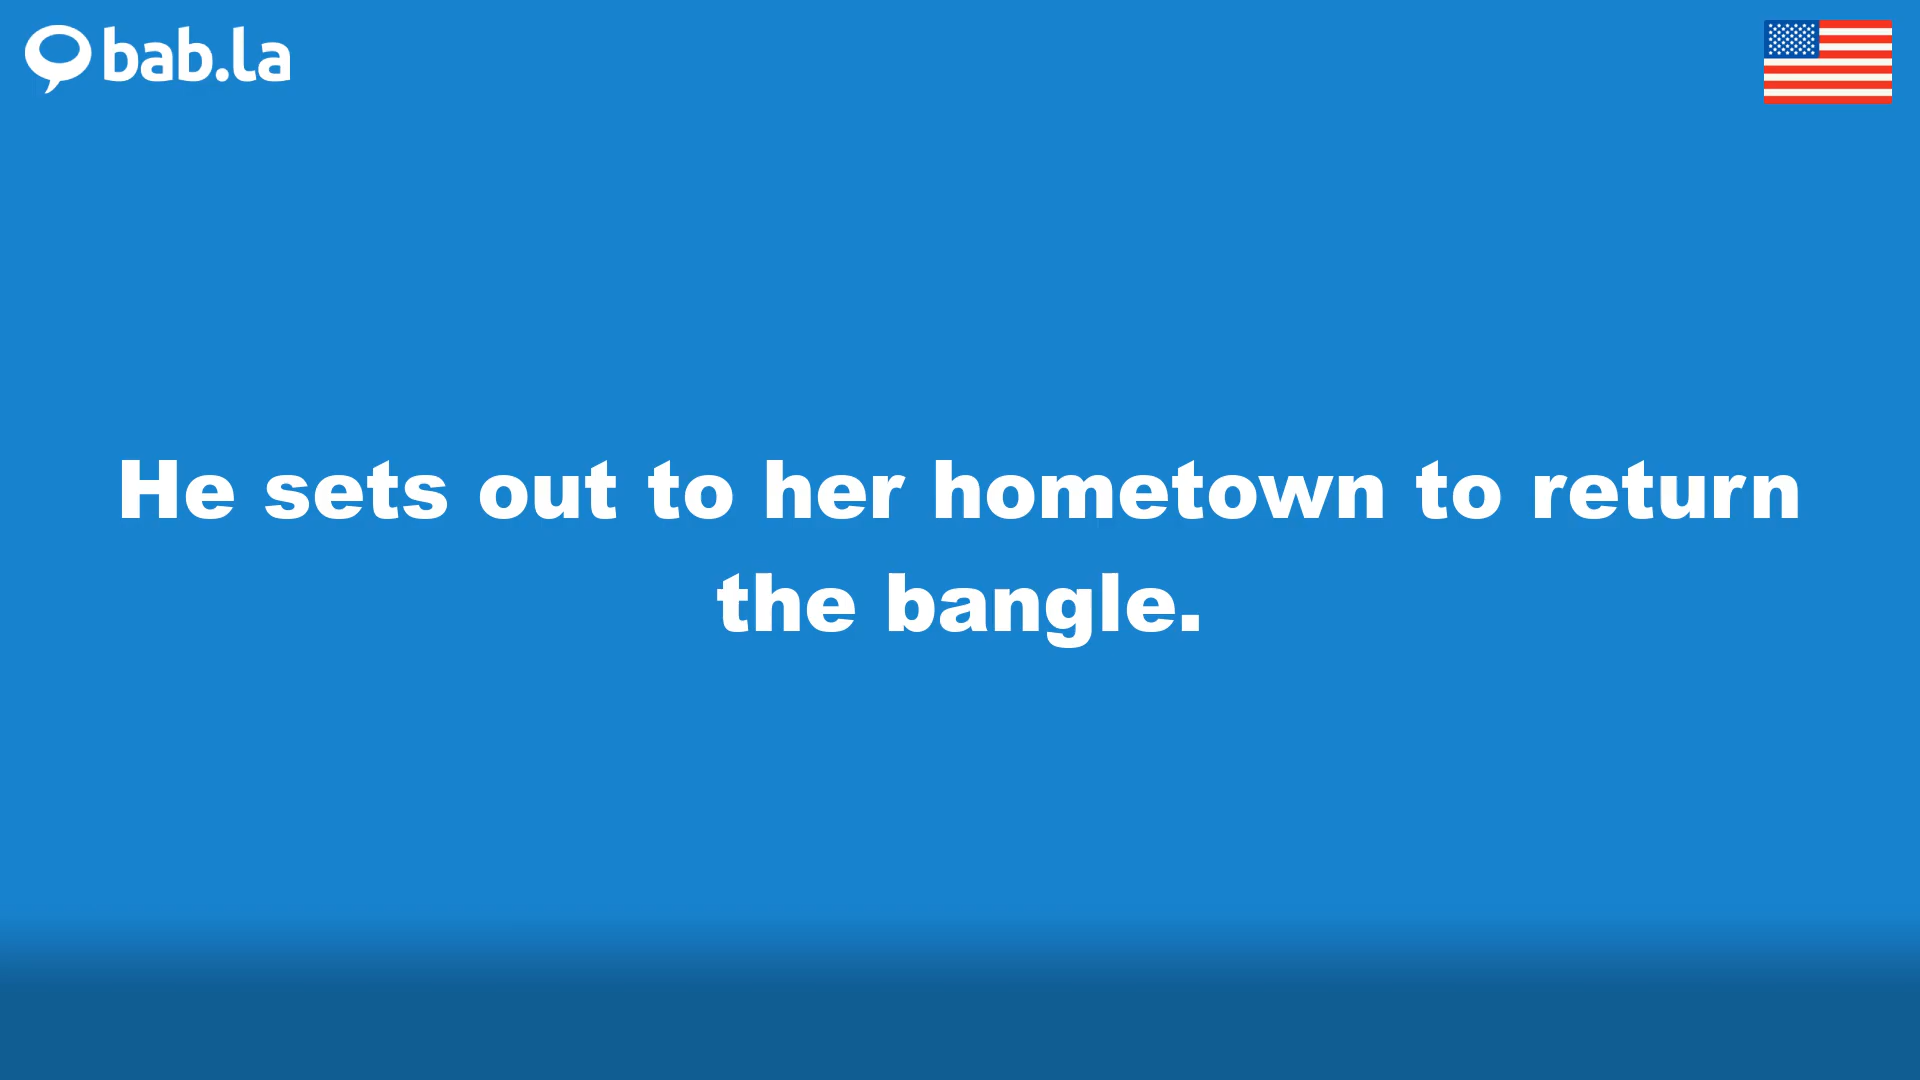 bab.la
He sets out to her hometown to return
the bangle.